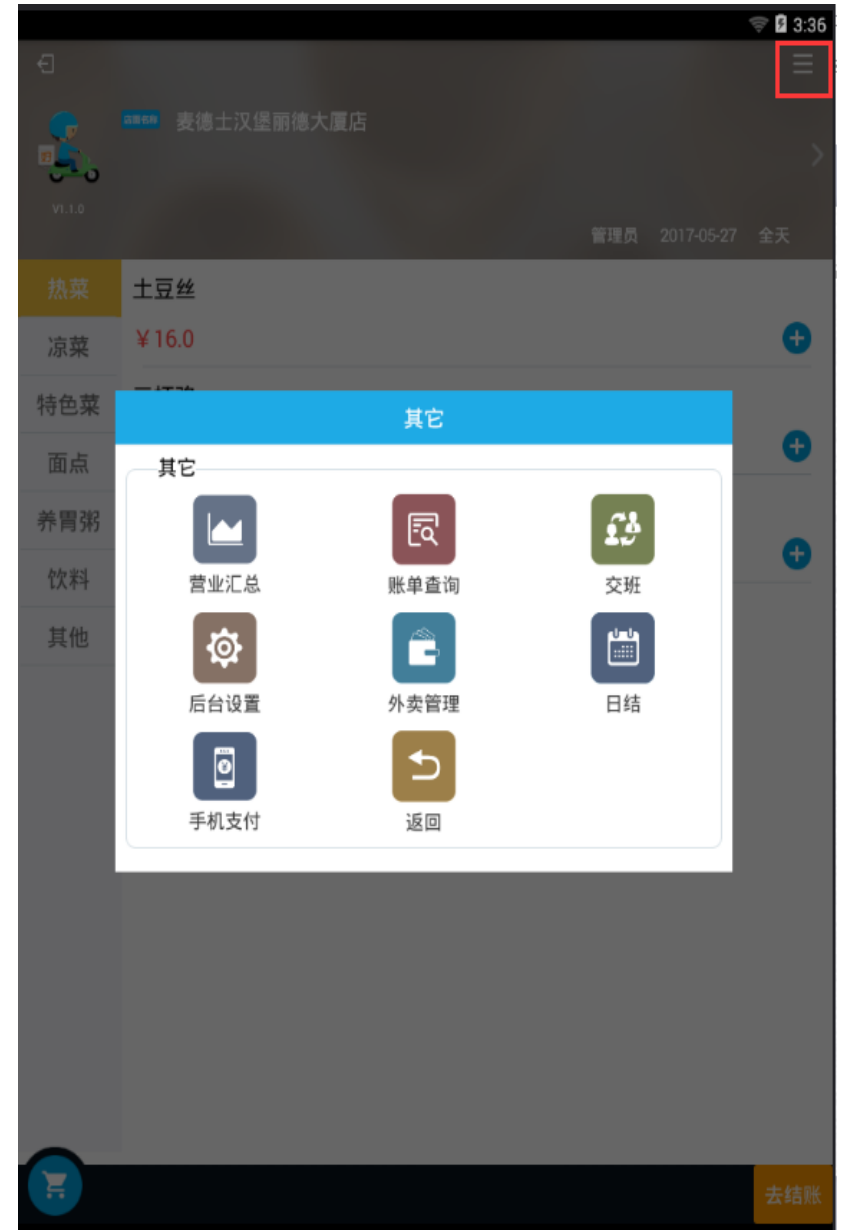 3:36
店面名称 麦德士汉堡丽德大厦店
V1.1.0
管理员 2017-05-27 全天
热菜
土豆丝
¥16.0
凉菜
特色菜
面点
养胃粥
饮料
其他
其它
其它
营业汇总 账单查询 交班
后台设置 外卖管理 日结
手机支付 返回
去结账